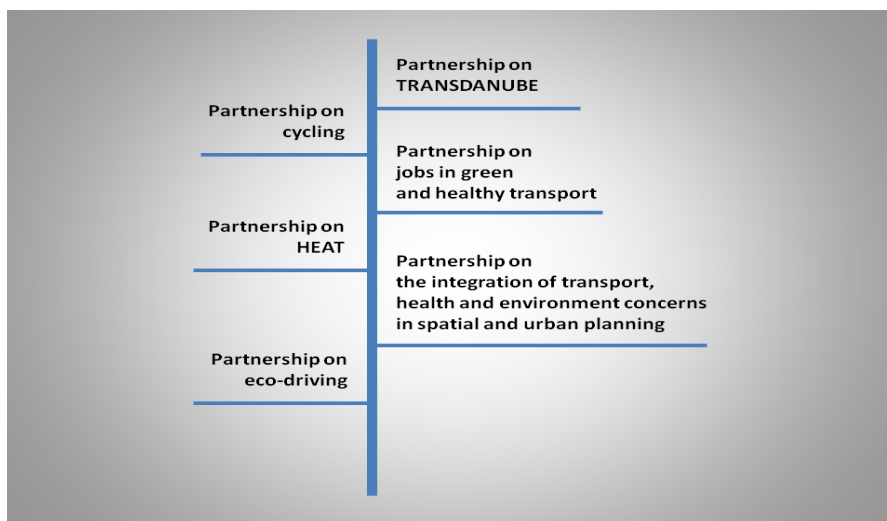 Partnership on
TRANSDANUBE
Partnership on
cycling
Partnership on
jobs in green
and healthy transport
Partnership on
HEAT
Partnership on
the integration of transport,
health and environment concerns
in spatial and urban planning
Partnership on
eco-driving